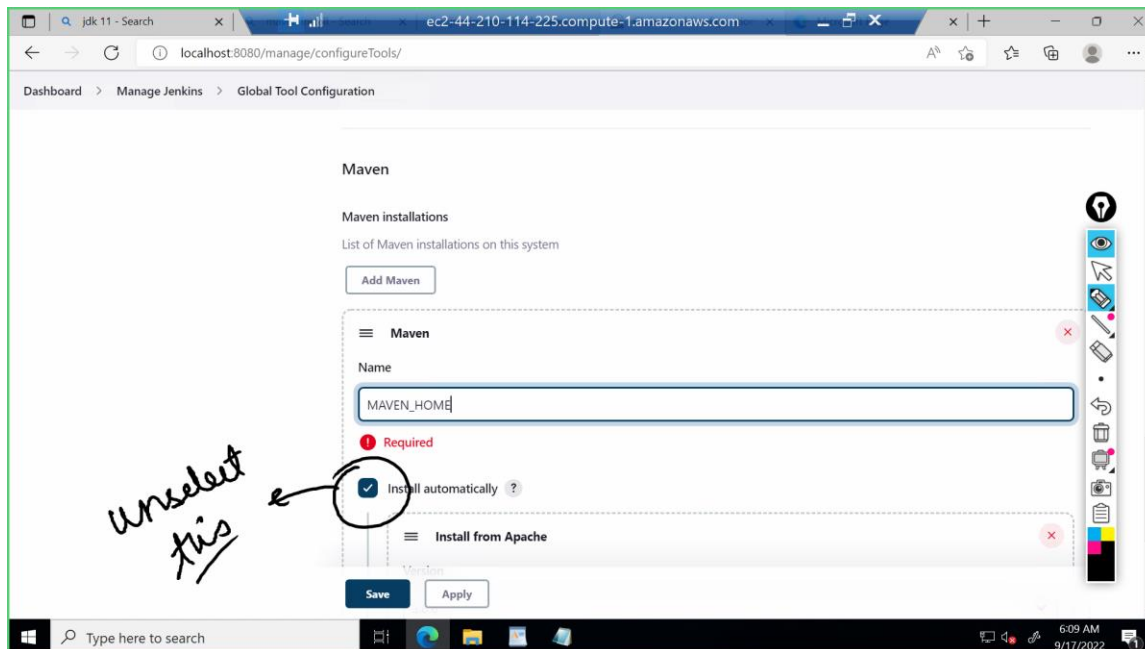 jdk 11 - Search
Search
ec2-44-210-114-225.compute-1.amazonaws.com
localhost:8080/manage/configureTools/
Dashboard > Manage Jenkins > Global Tool Configuration
Maven
Maven installations
List of Maven installations on this system
Add Maven
Maven
Name
MAVEN_HOME
Required
Install automatically ?
unselect
this
Install from Apache
Version
Save Apply
Type here to search
6:09 AM
9/17/2022
1